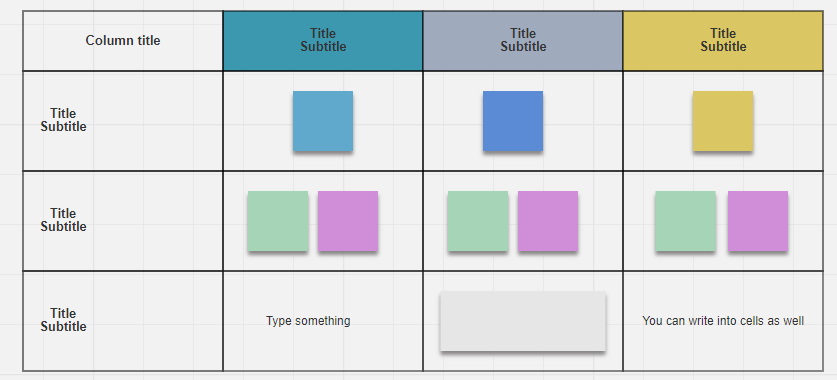 Column title
Title
Subtitle
Title
Subtitle
Title
Subtitle
Title
Subtitle
Title
Subtitle
Title
Subtitle
Type something
You can write into cells as well